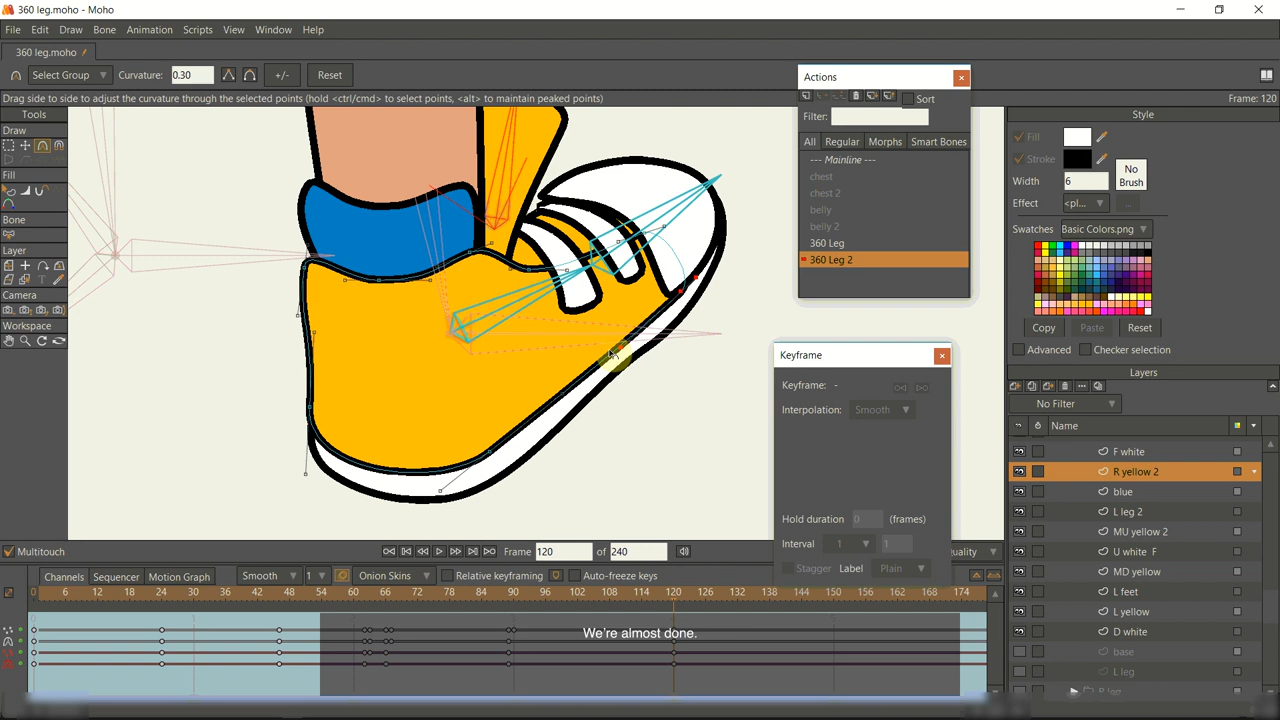 360 leg.moho - Moho
File Edit Draw Bone Animation Scripts View Window Help
360 leg.moho
Select Group Curvature: 0.30 +/- Reset
Drag side to side to adjust the curvature through the selected points (hold <ctrl/cmd> to select points, <alt> to maintain peaked points)
Frame: 120
Tools
Draw
Fill
Bone
Layer
Camera
Workspace
Actions
Sort
Filter:
All Regular Morphs Smart Bones
--- Mainline ---
chest
chest 2
belly
belly 2
360 Leg
360 Leg 2
Keyframe
Keyframe: -
Interpolation: Smooth
Hold duration 0 (frames)
Interval 1 1
Stagger Label Plain
Style
Fill
Stroke
No Brush
Width 6
Effect <pl...
...
Swatches Basic Colors.png
Copy Paste Reset
Advanced Checker selection
Layers
No Filter
Name
F white
R yellow 2
blue
L leg 2
MU yellow 2
U white F
MD yellow
L feet
L yellow
D white
base
L leg
R leg
Multitouch
Frame 120 of 240
uality
Channels Sequencer Motion Graph Smooth 1 Onion Skins Relative keyframing Auto-freeze keys
0 6 12 18 24 30 36 42 48 54 60 66 72 78 84 90 96 102 108 114 120 126 132 138 144 150 156 162 168 174
We're almost done.